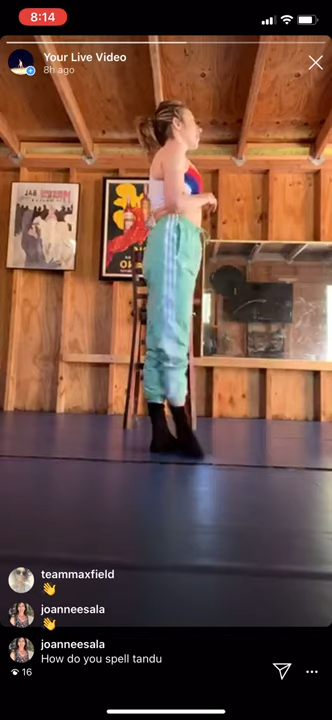 8:14
Your Live Video
8h ago
teammaxfield
👋
joanneesala
👋
joanneesala
How do you spell tandu
16